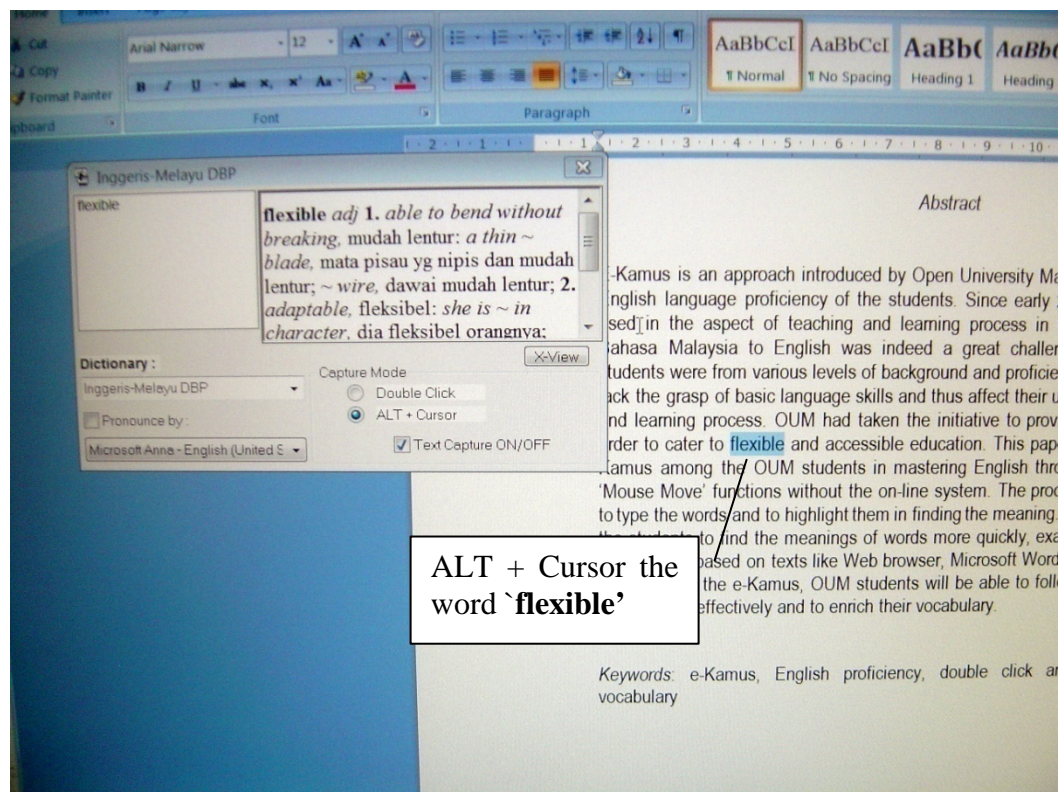 Home Insert
Cut
Copy
Format Painter
Arial Narrow
12
Font
Paragraph
AaBbCcI
AaBbCcI
AaBb(
AaBb(
¶ Normal
¶ No Spacing
Heading 1
Heading
Inggeris-Melayu DBP
flexible
flexible adj 1. able to bend without
breaking, mudah lentur: a thin ~
blade, mata pisau yg nipis dan mudah
lentur; ~ wire, dawai mudah lentur; 2.
adaptable, fleksibel: she is ~ in
character, dia fleksibel orangnya;
X-View
Dictionary :
Inggeris-Melayu DBP
Pronounce by :
Microsoft Anna - English (United S
Capture Mode
Double Click
ALT + Cursor
Text Capture ON/OFF
Abstract
-Kamus is an approach introduced by Open University Ma
nglish language proficiency of the students. Since early
sed in the aspect of teaching and learning process in
ahasa Malaysia to English was indeed a great challen
tudents were from various levels of background and proficie
ack the grasp of basic language skills and thus affect their u
nd learning process. OUM had taken the initiative to prov
rder to cater to flexible and accessible education. This pape
Kamus among the OUM students in mastering English thro
'Mouse Move' functions without the on-line system. The proc
to type the words and to highlight them in finding the meaning.
the students to find the meanings of words more quickly, exa
based on texts like Web browser, Microsoft Word
the e-Kamus, OUM students will be able to follo
effectively and to enrich their vocabulary.
ALT + Cursor the
word `flexible’
Keywords: e-Kamus, English proficiency, double click an
vocabulary